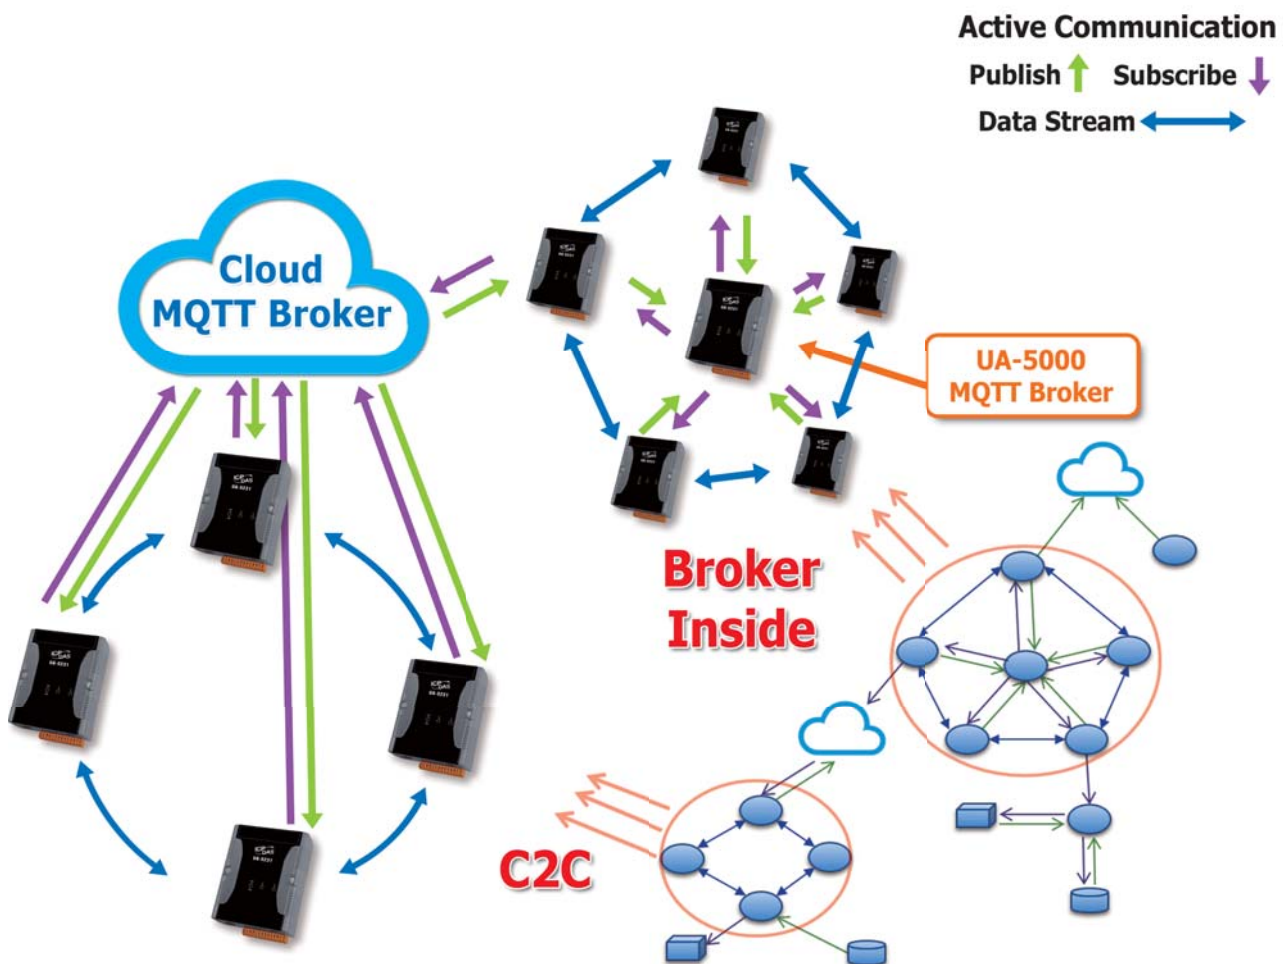 Active Communication
Publish Subscribe
Data Stream
Cloud
MQTT Broker
UA-5000
MQTT Broker
Broker
Inside
C2C